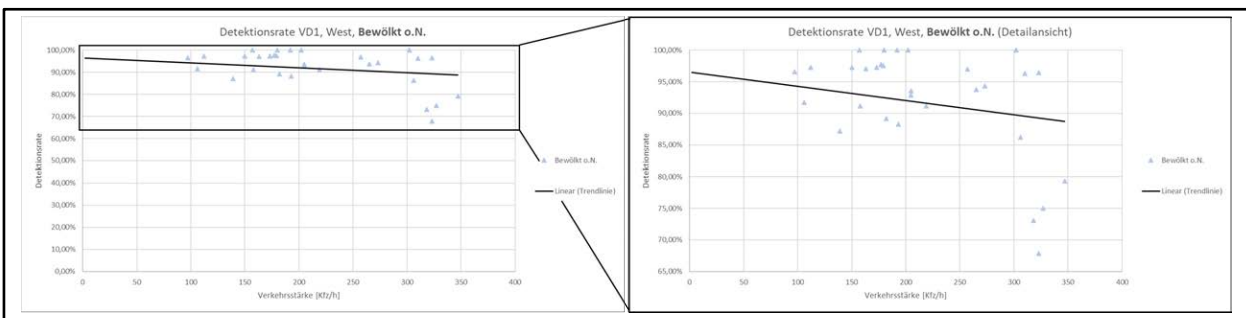 Detektionsrate VD1, West, Bewölkt o.N.
Detektionsrate
100,00%
90,00%
80,00%
70,00%
60,00%
50,00%
40,00%
30,00%
20,00%
10,00%
0,00%
0 50 100 150 200 250 300 350 400
Verkehrsstärke [Kfz/h]
Bewölkt o.N.
Linear (Trendlinie)
Detektionsrate VD1, West, Bewölkt o.N. (Detailansicht)
Detektionsrate
100,00%
95,00%
90,00%
85,00%
80,00%
75,00%
70,00%
65,00%
0 50 100 150 200 250 300 350 400
Verkehrsstärke [Kfz/h]
Bewölkt o.N.
Linear (Trendlinie)